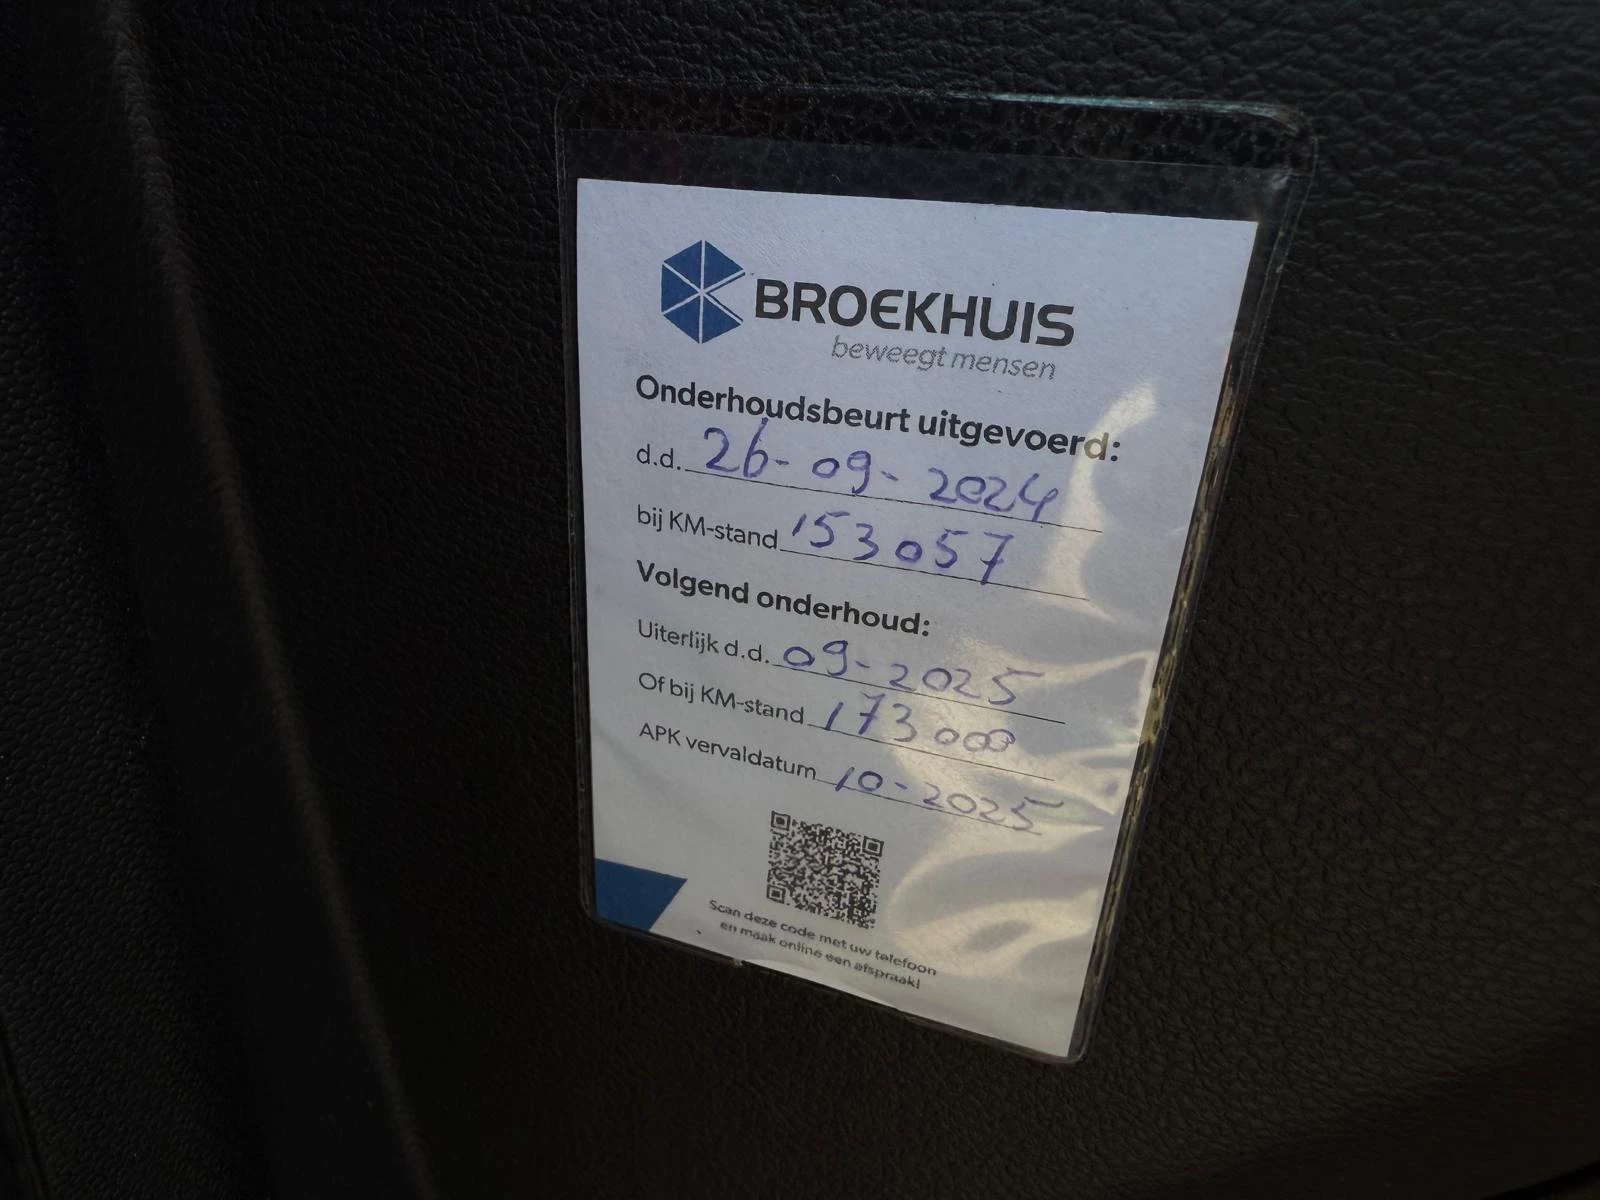 BROEKHUIS
beweegt mensen
Onderhoudsbeurt uitgevoerd:
d.d. 26-09-2024
bij KM-stand 153057
Volgend onderhoud:
Uiterlijk d.d. 09-2025
Of bij KM-stand 173000
APK vervaldatum 10-2025
Scan deze code met uw telefoon
en maak online een afspraak!